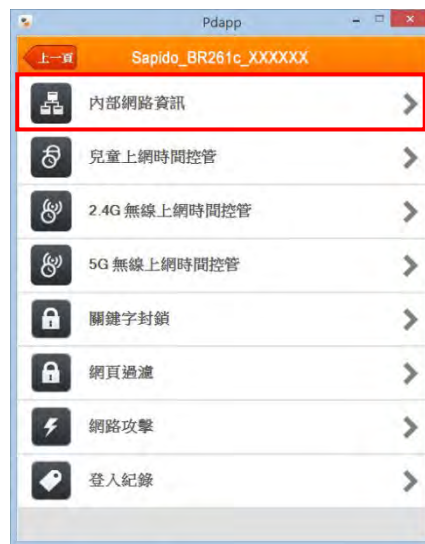 Pdapp
上一頁
Sapido_BR261c_XXXXXX
內部網路資訊
兒童上網時間控管
2.4G 無線上網時間控管
5G 無線上網時間控管
關鍵字封鎖
網頁過濾
網路攻擊
登入紀錄